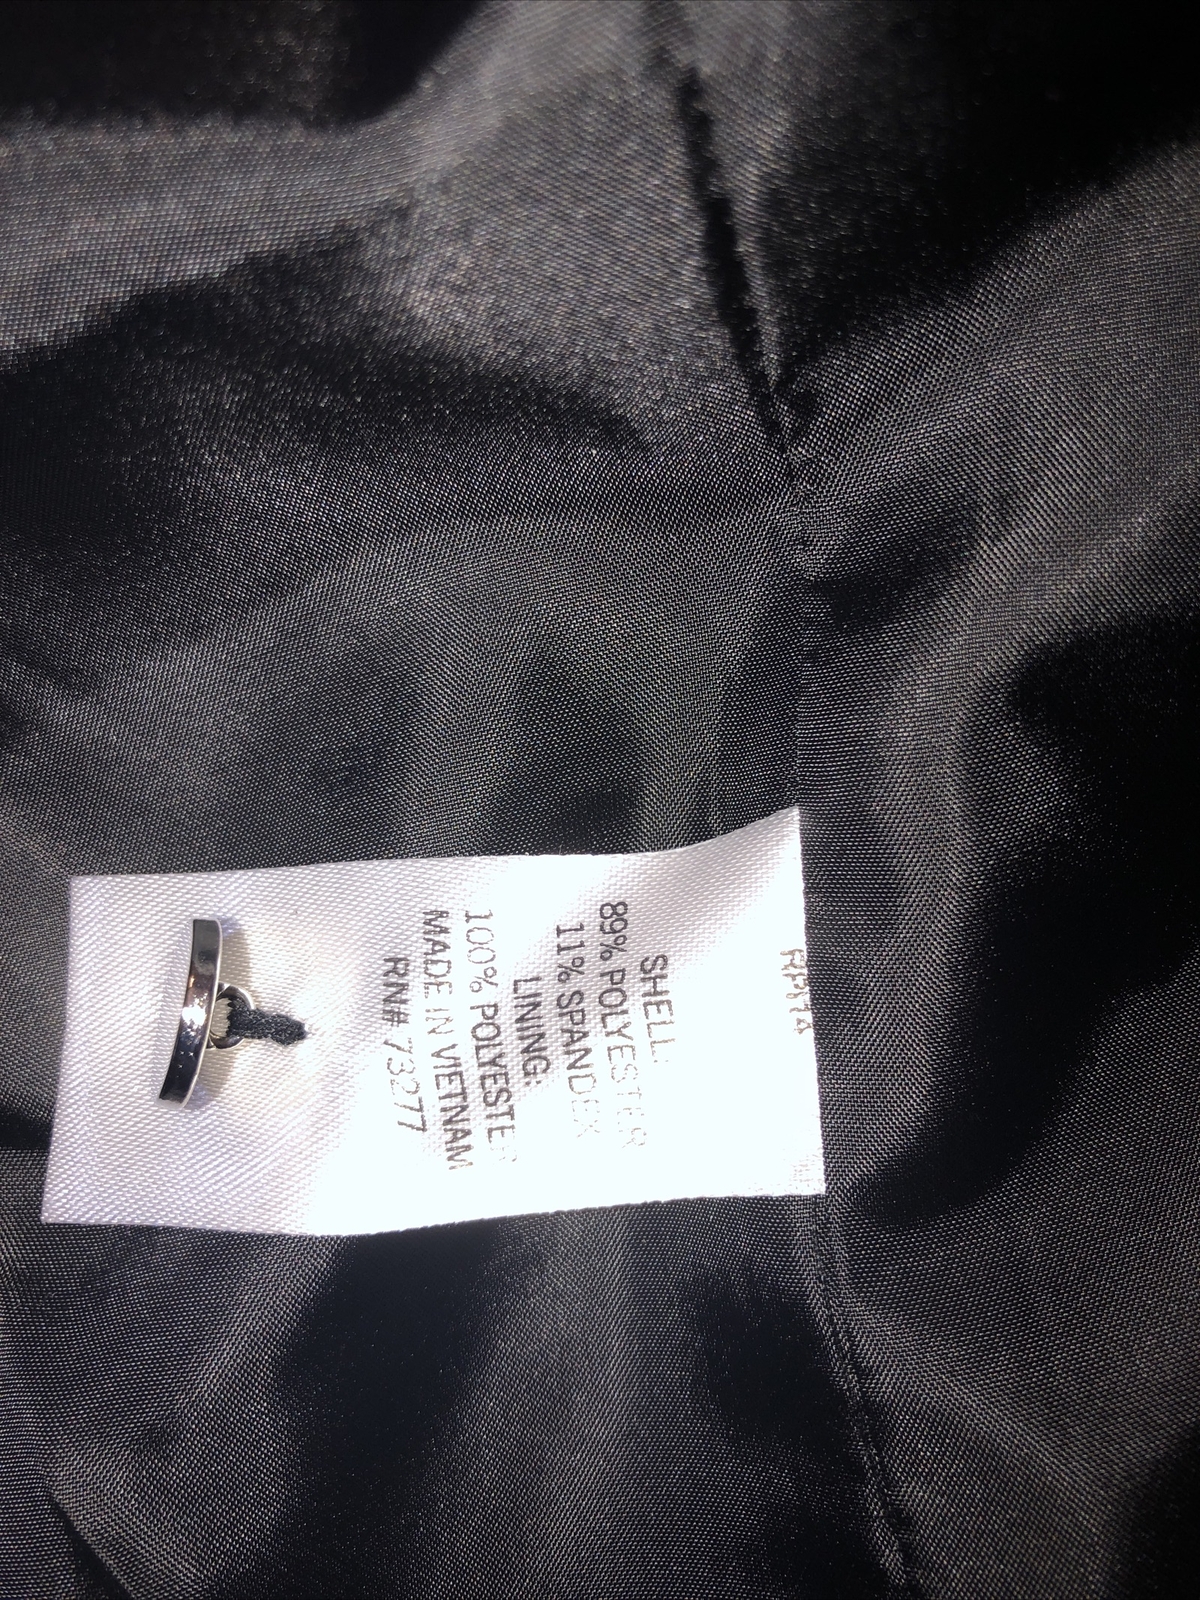 SHELL:
89% POLYESTER
11% SPANDEX
LINING:
100% POLYESTER
MADE IN VIETNAM
RN# 73277